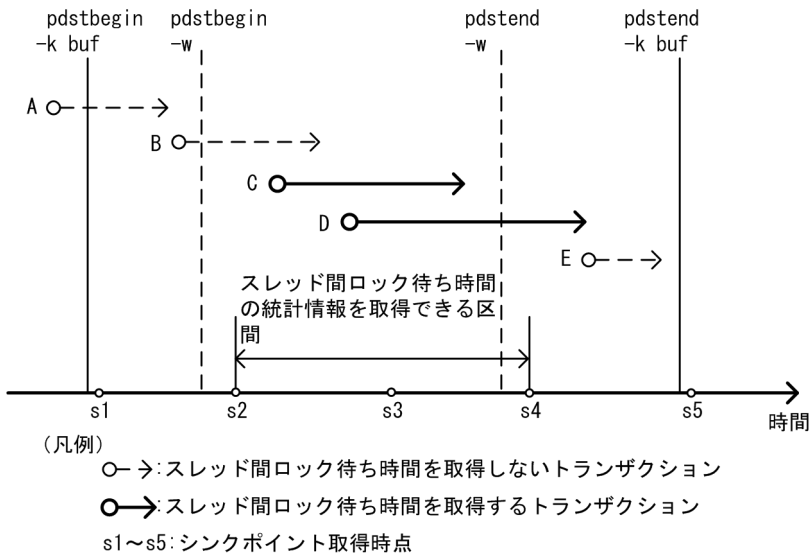 pdstbegin
-k buf
pdstbegin
-w
pdstend
-w
pdstend
-k buf
A
B
C
D
E
スレッド間ロック待ち時間
の統計情報を取得できる区
間
s1
s2
s3
s4
s5
時間
(凡例)
:スレッド間ロック待ち時間を取得しないトランザクション
:スレッド間ロック待ち時間を取得するトランザクション
s1～s5:シンクポイント取得時点